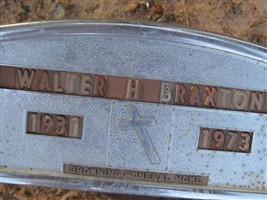 WALTER H BRAXTON
1931 1973
BROWNING FUNERAL HOME